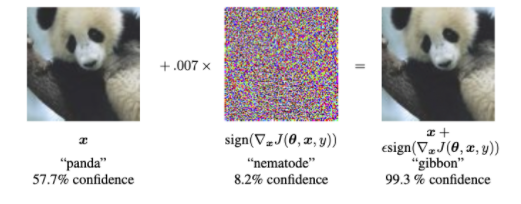 + .007 ×
=
x
sign(∇ₓJ(θ, x, y))
x +
ϵsign(∇ₓJ(θ, x, y))
“panda”
“nematode”
“gibbon”
57.7% confidence
8.2% confidence
99.3 % confidence